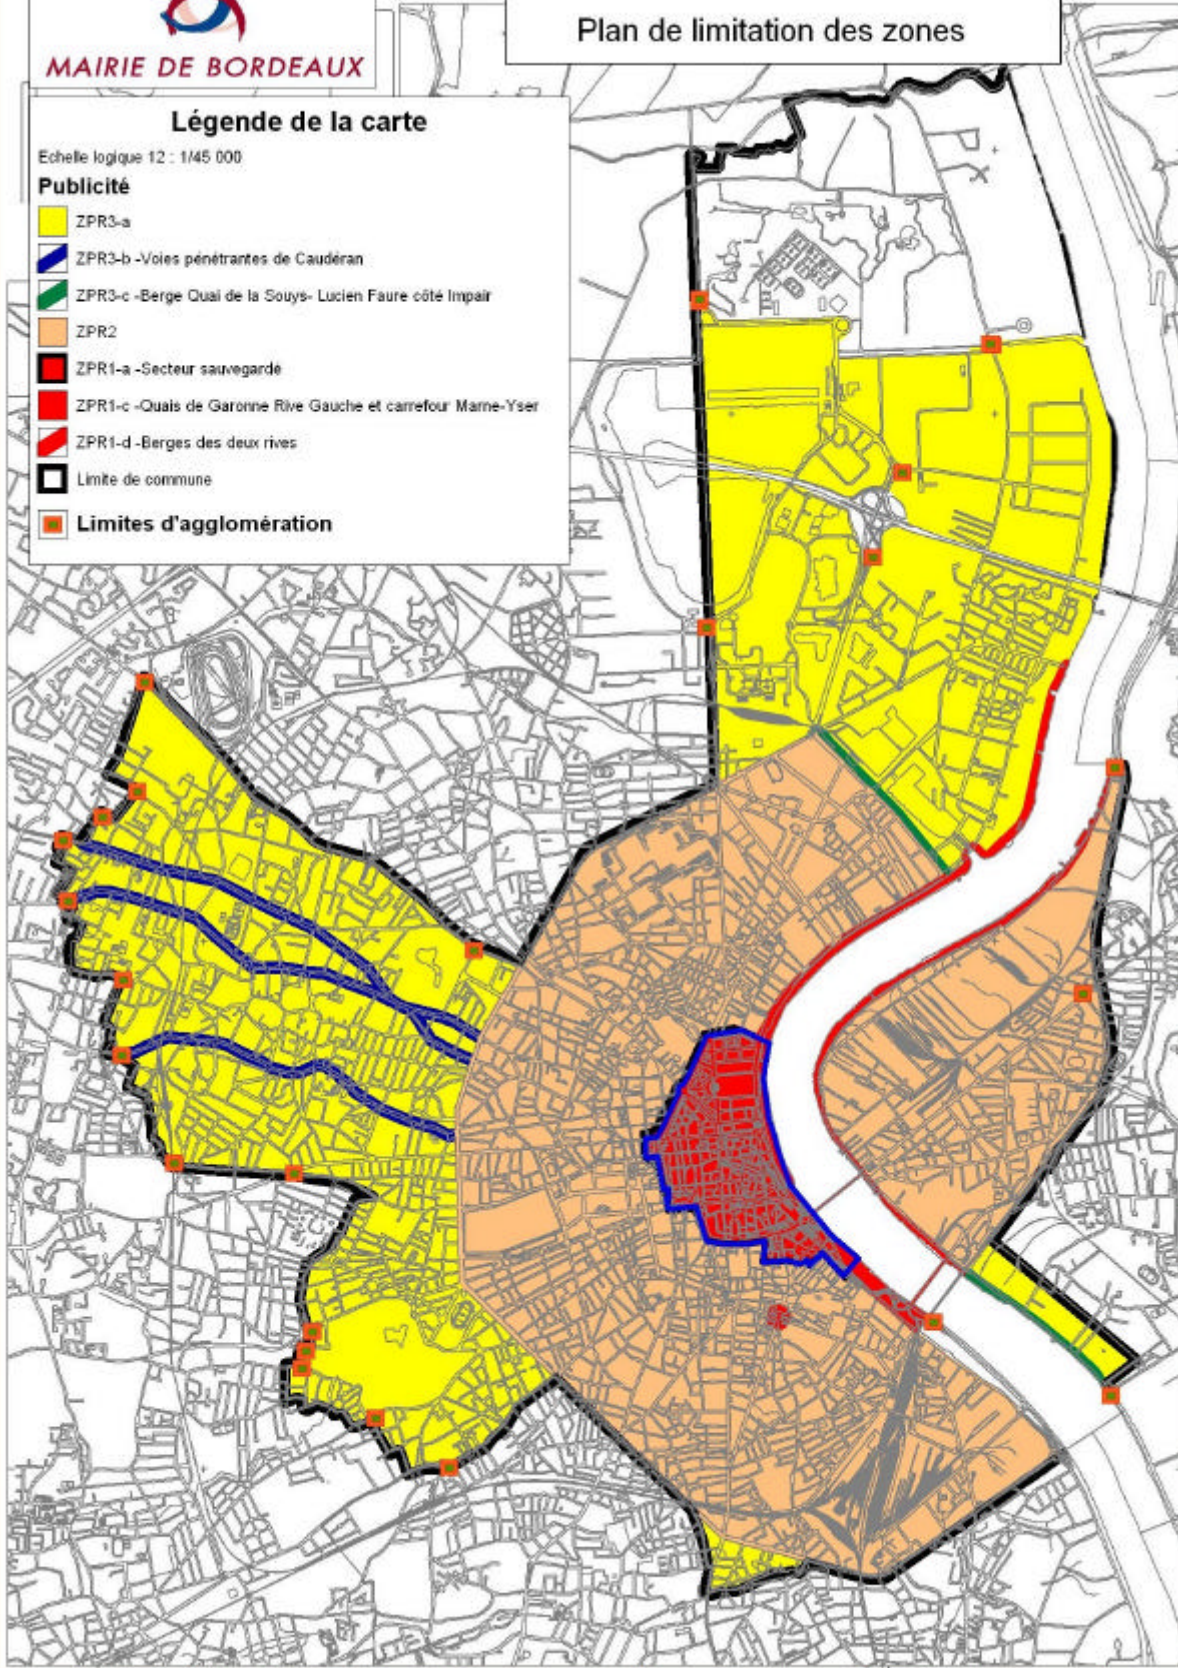 MAIRIE DE BORDEAUX
Plan de limitation des zones
Légende de la carte
Echelle logique 12 : 1/45 000
Publicité
ZPR3-a
ZPR3-b -Voies pénétrantes de Caudéran
ZPR3-c -Berge Quai de la Souys- Lucien Faure côté Impair
ZPR2
ZPR1-a -Secteur sauvegardé
ZPR1-c -Quais de Garonne Rive Gauche et carrefour Marne-Yser
ZPR1-d -Berges des deux rives
Limite de commune
Limites d'agglomération